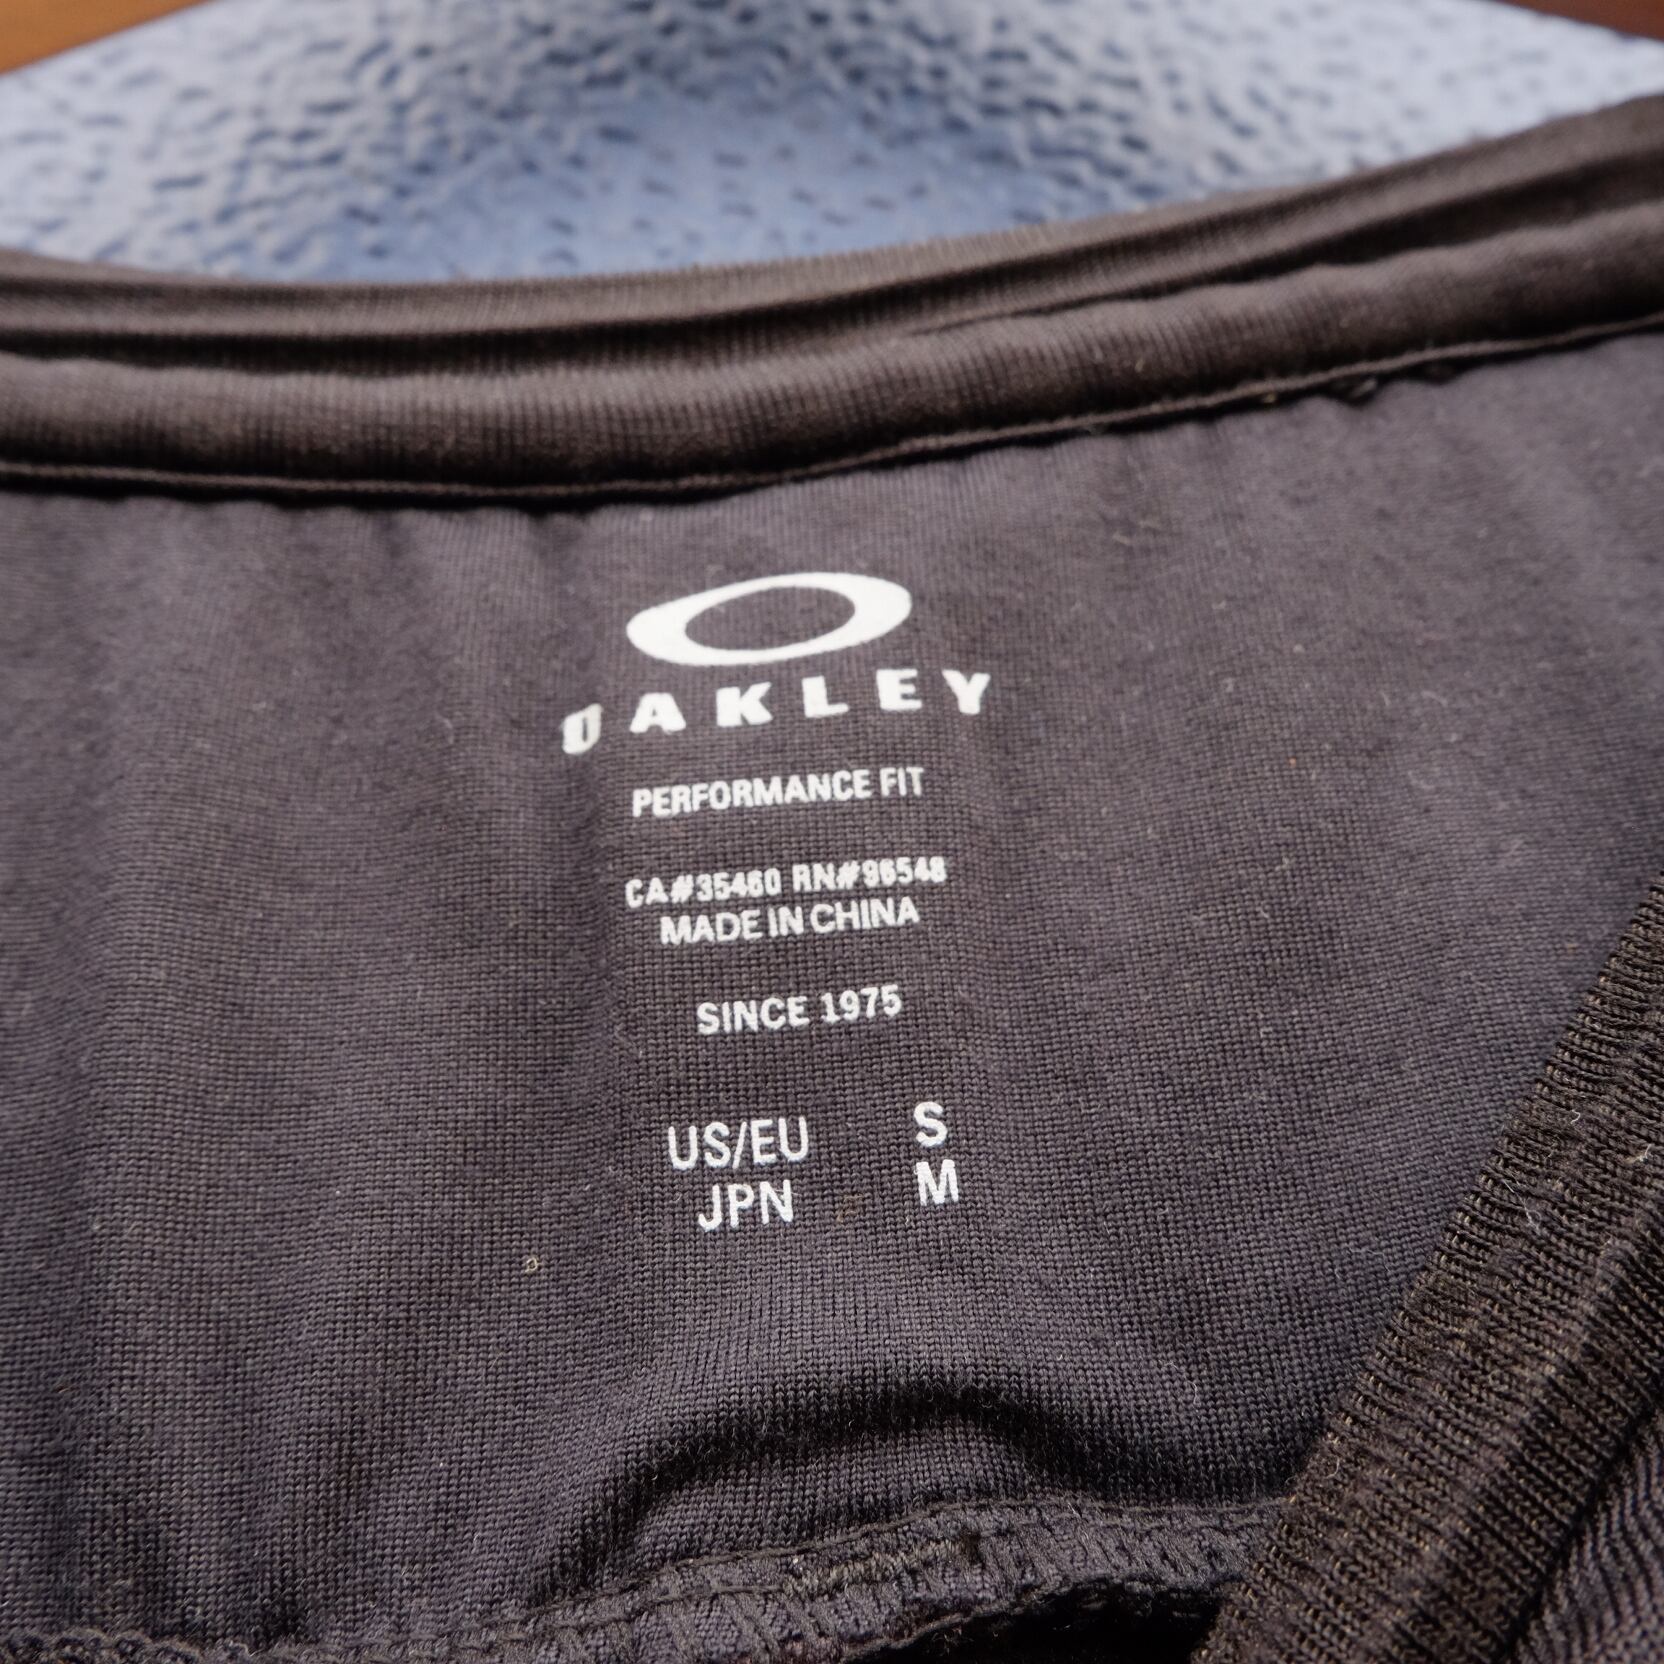 OAKLEY
PERFORMANCE FIT
CA#35460 RN#96548
MADE IN CHINA
SINCE 1975
US/EU S
JPN M